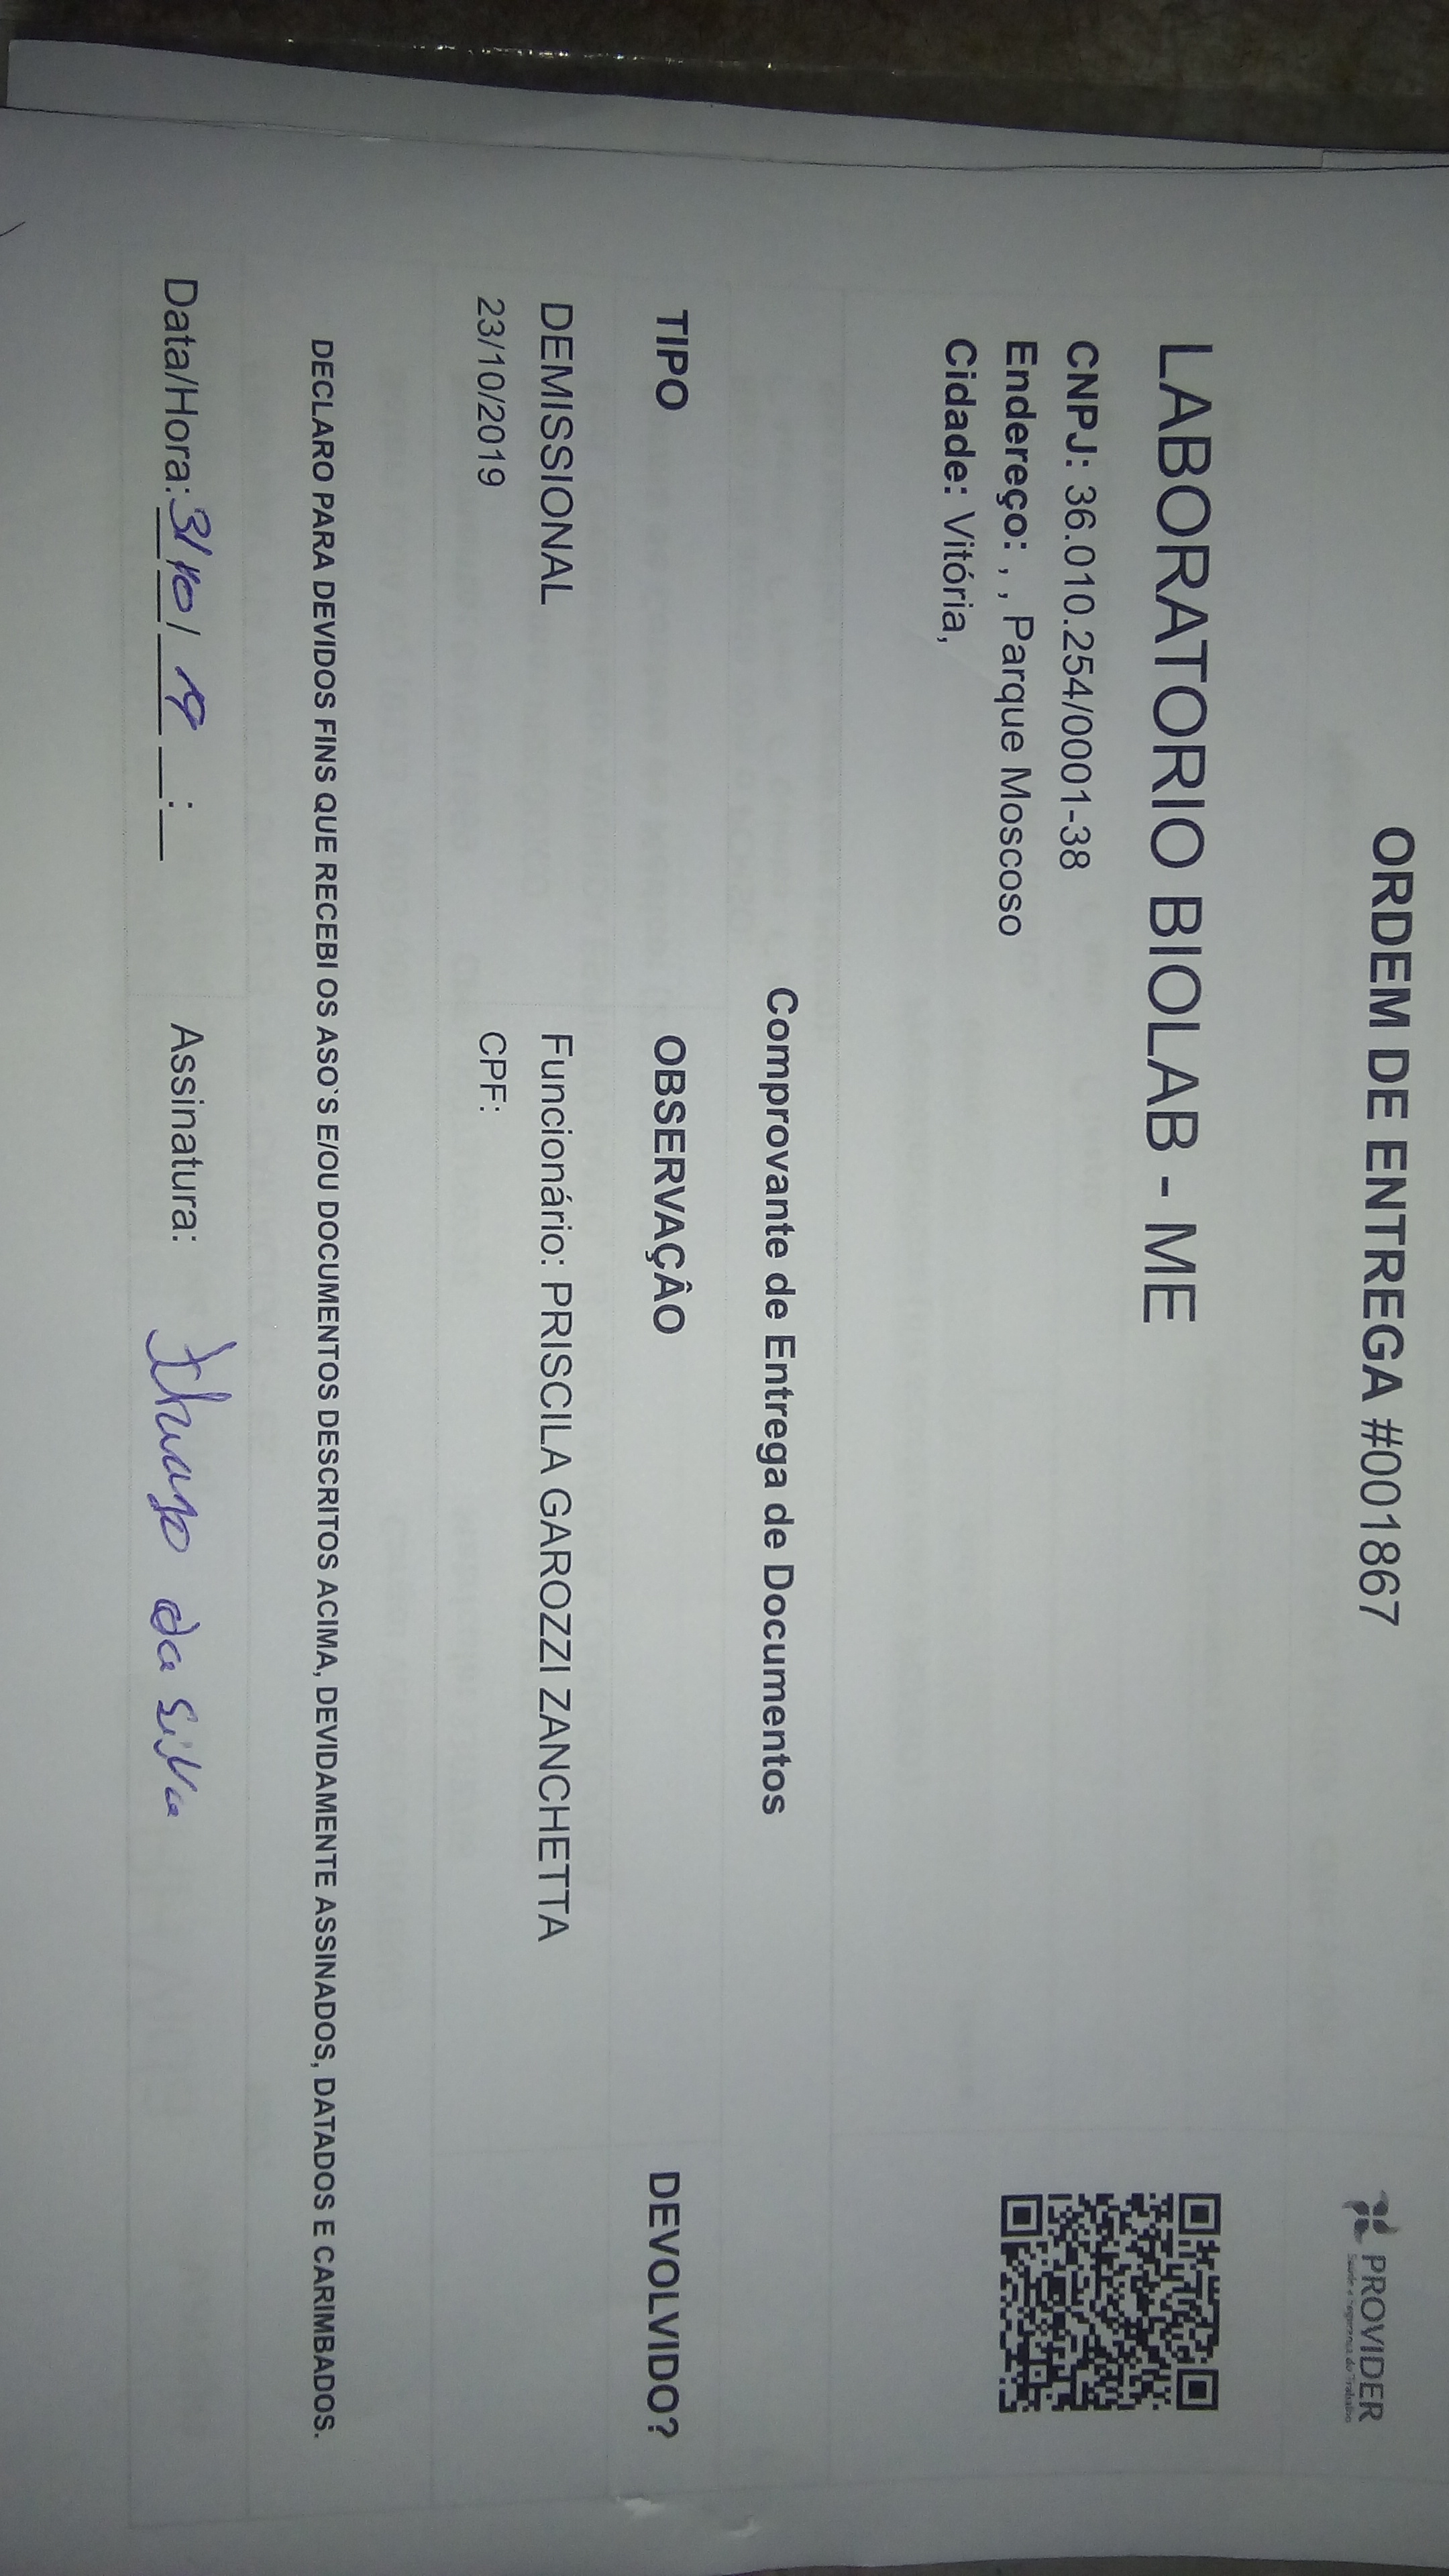 ORDEM DE ENTREGA #001867
PROVIDER
Saúde e Segurança do Trabalho
LABORATORIO BIOLAB - ME
CNPJ: 36.010.254/0001-38
Endereço: , , Parque Moscoso
Cidade: Vitória,
Comprovante de Entrega de Documentos
TIPO OBSERVAÇÂO DEVOLVIDO?
DEMISSIONAL Funcionário: PRISCILA GAROZZI ZANCHETTA
23/10/2019 CPF:
DECLARO PARA DEVIDOS FINS QUE RECEBI OS ASO`S E/OU DOCUMENTOS DESCRITOS ACIMA, DEVIDAMENTE ASSINADOS, DATADOS E CARIMBADOS.
Data/Hora: 31/10/19 __:__ Assinatura: da Silva